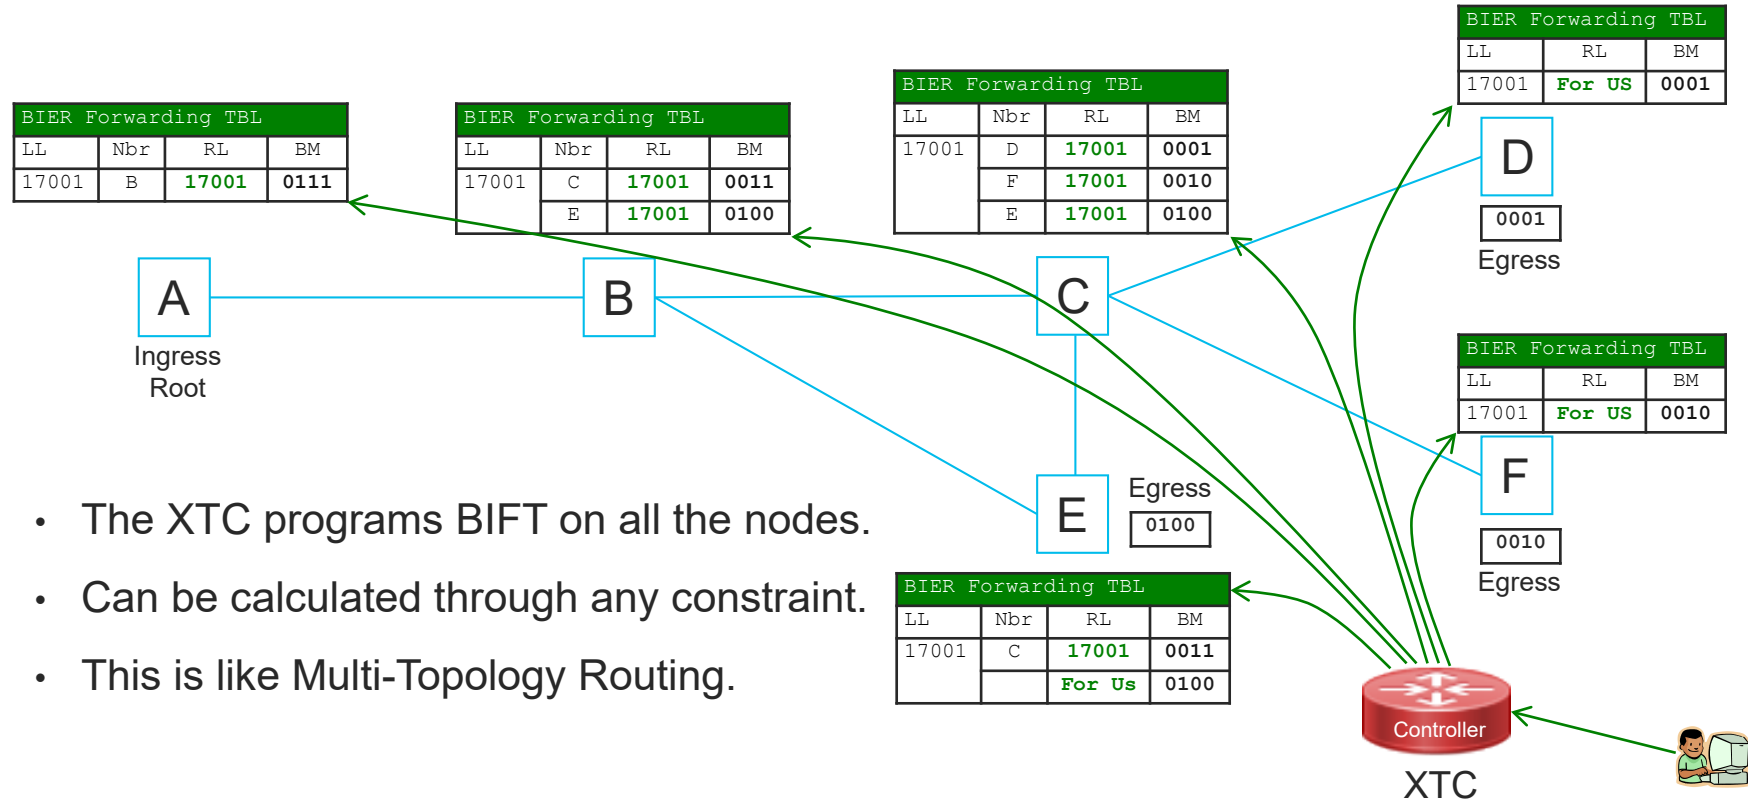 BIER Forwarding TBL
LL Nbr RL BM
17001 B 17001 0111
BIER Forwarding TBL
LL Nbr RL BM
17001 C 17001 0011
E 17001 0100
BIER Forwarding TBL
LL Nbr RL BM
17001 D 17001 0001
F 17001 0010
E 17001 0100
BIER Forwarding TBL
LL RL BM
17001 For US 0001
A
Ingress
Root
B
C
D
0001
Egress
BIER Forwarding TBL
LL RL BM
17001 For US 0010
F
0010
Egress
E
Egress
0100
BIER Forwarding TBL
LL Nbr RL BM
17001 C 17001 0011
For Us 0100
• The XTC programs BIFT on all the nodes.
• Can be calculated through any constraint.
• This is like Multi-Topology Routing.
Controller
XTC